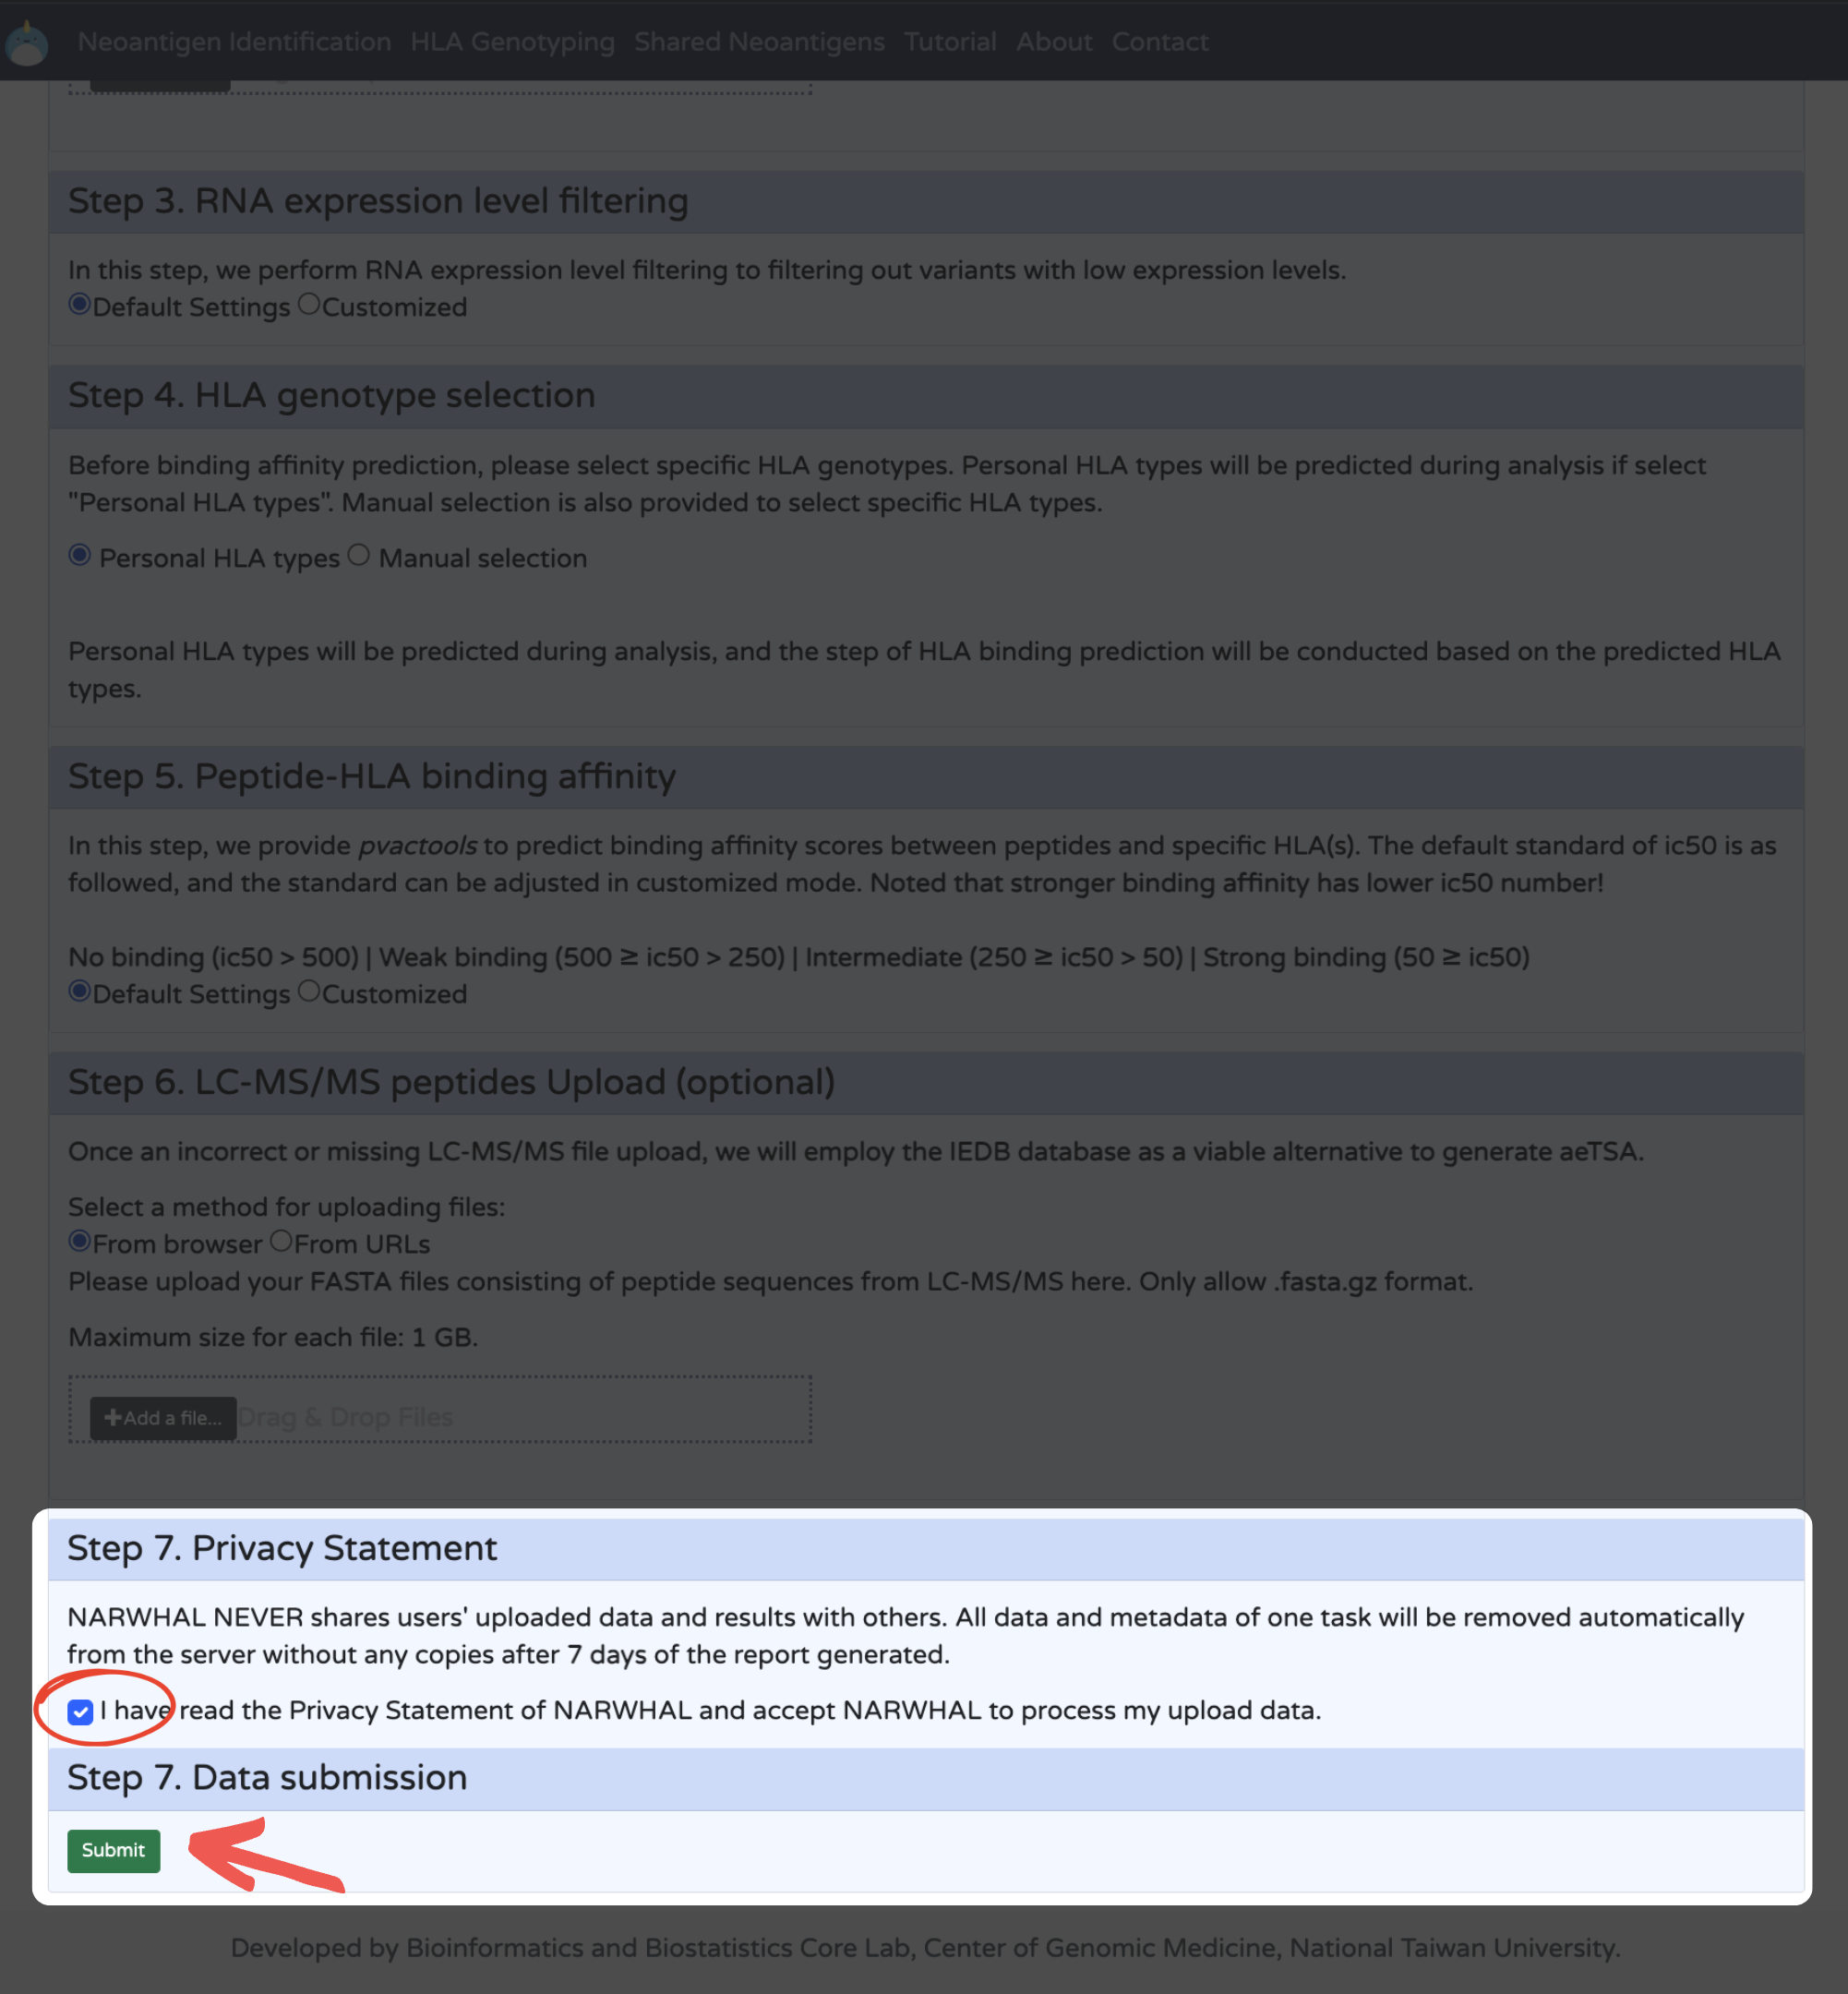 Neoantigen Identification HLA Genotyping Shared Neoantigens Tutorial About Contact
Step 3. RNA expression level filtering
In this step, we perform RNA expression level filtering to filtering out variants with low expression levels.
Default Settings Customized
Step 4. HLA genotype selection
Before binding affinity prediction, please select specific HLA genotypes. Personal HLA types will be predicted during analysis if select
"Personal HLA types". Manual selection is also provided to select specific HLA types.
Personal HLA types Manual selection
Personal HLA types will be predicted during analysis, and the step of HLA binding prediction will be conducted based on the predicted HLA
types.
Step 5. Peptide-HLA binding affinity
In this step, we provide pvactools to predict binding affinity scores between peptides and specific HLA(s). The default standard of ic50 is as
followed, and the standard can be adjusted in customized mode. Noted that stronger binding affinity has lower ic50 number!
No binding (ic50 > 500) | Weak binding (500 ≥ ic50 > 250) | Intermediate (250 ≥ ic50 > 50) | Strong binding (50 ≥ ic50)
Default Settings Customized
Step 6. LC-MS/MS peptides Upload (optional)
Once an incorrect or missing LC-MS/MS file upload, we will employ the IEDB database as a viable alternative to generate aeTSA.
Select a method for uploading files:
From browser From URLs
Please upload your FASTA files consisting of peptide sequences from LC-MS/MS here. Only allow .fasta.gz format.
Maximum size for each file: 1 GB.
Add a file... Drag & Drop Files
Step 7. Privacy Statement
NARWHAL NEVER shares users' uploaded data and results with others. All data and metadata of one task will be removed automatically
from the server without any copies after 7 days of the report generated.
I have read the Privacy Statement of NARWHAL and accept NARWHAL to process my upload data.
Step 7. Data submission
Submit
Developed by Bioinformatics and Biostatistics Core Lab, Center of Genomic Medicine, National Taiwan University.